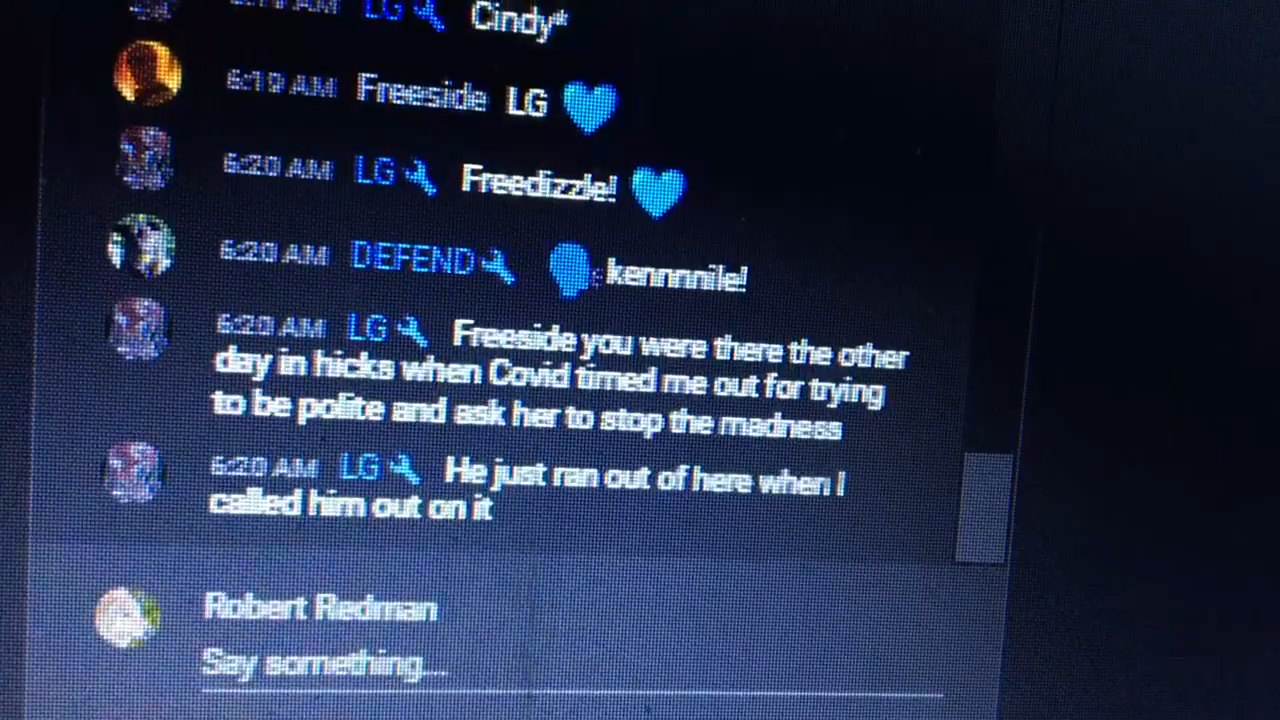 LG🔧 Cindy*
6:19 AM Freeside LG 💙
6:20 AM LG🔧 Freedizzle! 💙
6:20 AM DEFEND🔧 🗣️kennnnile!
6:20 AM LG🔧 Freeside you were there the other
day in hicks when Covid timed me out for trying
to be polite and ask her to stop the madness
6:20 AM LG🔧 He just ran out of here when I
called him out on it
Robert Redman
Say something...